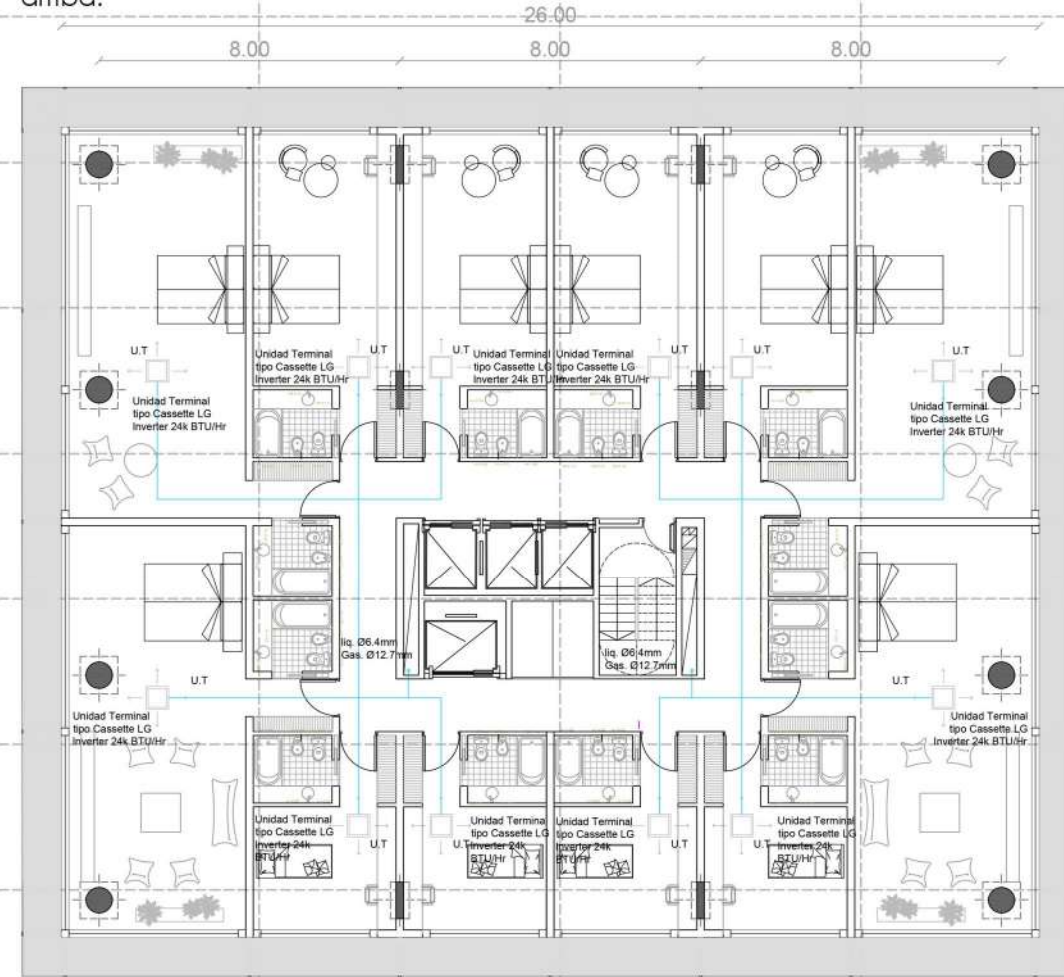 arriba.
26.00
8.00
8.00
8.00
U.T
Unidad Terminal
tipo Cassette LG
Inverter 24k BTU/Hr
Unidad Terminal
tipo Cassette LG
Inverter 24k BTU/Hr
U.T
U.T
Unidad Terminal
tipo Cassette LG
Inverter 24k BTU/Hr
Unidad Terminal
tipo Cassette LG
Inverter 24k BTU/Hr
U.T
U.T
U.T
Unidad Terminal
tipo Cassette LG
Inverter 24k BTU/Hr
liq. Ø6.4mm
Gas. Ø12.7mm
liq. Ø6.4mm
Gas. Ø12.7mm
U.T
Unidad Terminal
tipo Cassette LG
Inverter 24k BTU/Hr
U.T
Unidad Terminal
tipo Cassette LG
Inverter 24k BTU/Hr
Unidad Terminal
tipo Cassette LG
Inverter 24k
BTU/Hr
U.T
U.T
Unidad Terminal
tipo Cassette LG
Inverter 24k
BTU/Hr
Unidad Terminal
tipo Cassette LG
Inverter 24k
BTU/Hr
U.T
U.T
Unidad Terminal
tipo Cassette LG
Inverter 24k
BTU/Hr